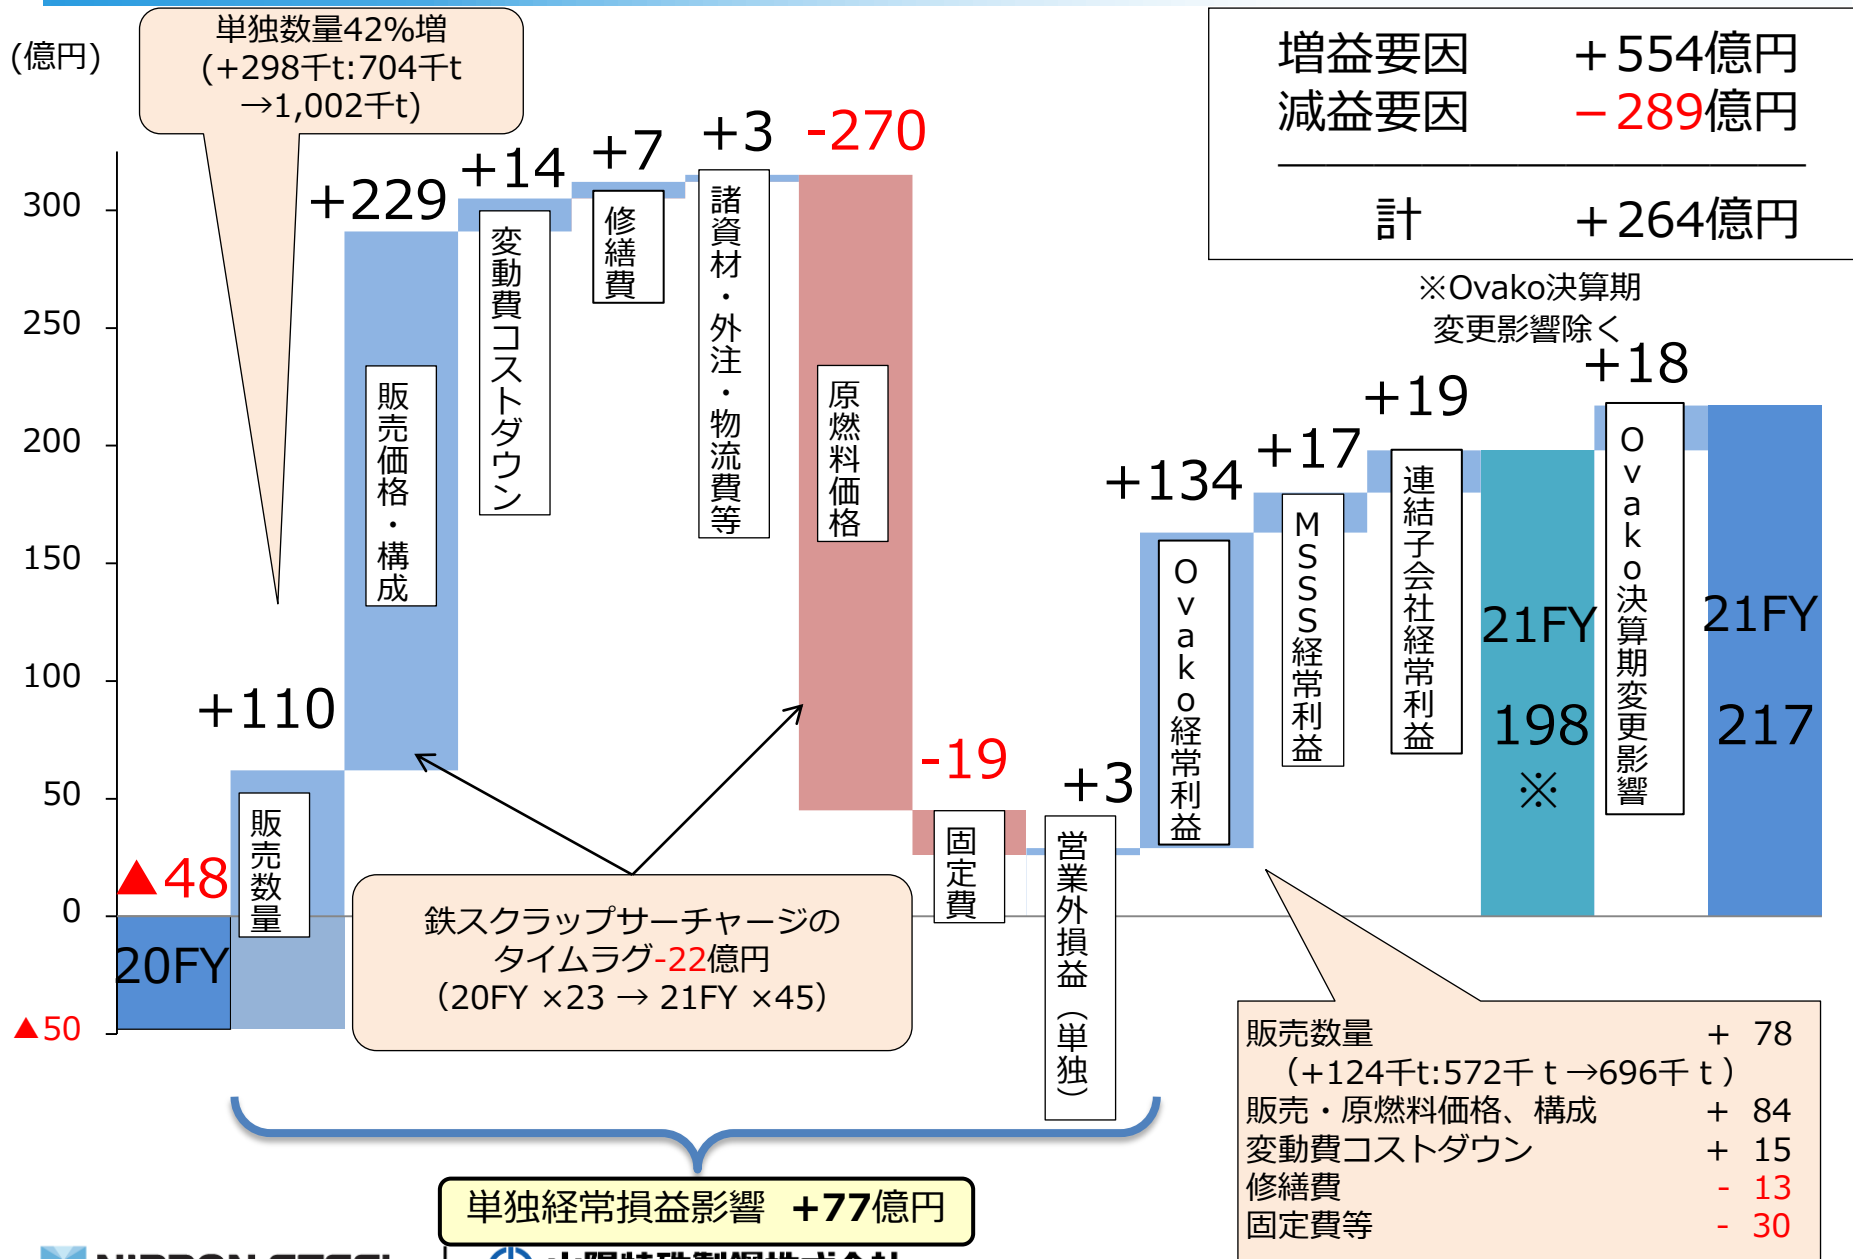 (億円)
単独数量42%増
(+298千t:704千t
→1,002千t)
増益要因 +554億円
減益要因 −289億円
計 +264億円
※Ovako決算期
変更影響除く
300
250
200
150
100
50
0
▲50
▲48
20FY
+110
販売数量
+229
販売価格・構成
+14
変動費コストダウン
+7
修繕費
+3
諸資材・外注・物流費等
-270
原燃料価格
-19
固定費
+3
営業外損益（単独）
+134
Ovako経常利益
+17
MSSS経常利益
+19
連結子会社経常利益
21FY
198
※
+18
Ovako決算期変更影響
21FY
217
鉄スクラップサーチャージの
タイムラグ-22億円
（20FY ×23 → 21FY ×45）
単独経常損益影響 +77億円
販売数量 + 78
（+124千t:572千ｔ→696千ｔ）
販売・原燃料価格、構成 + 84
変動費コストダウン + 15
修繕費 - 13
固定費等 - 30
NIPPON STEEL
山陽特殊製鋼株式会社